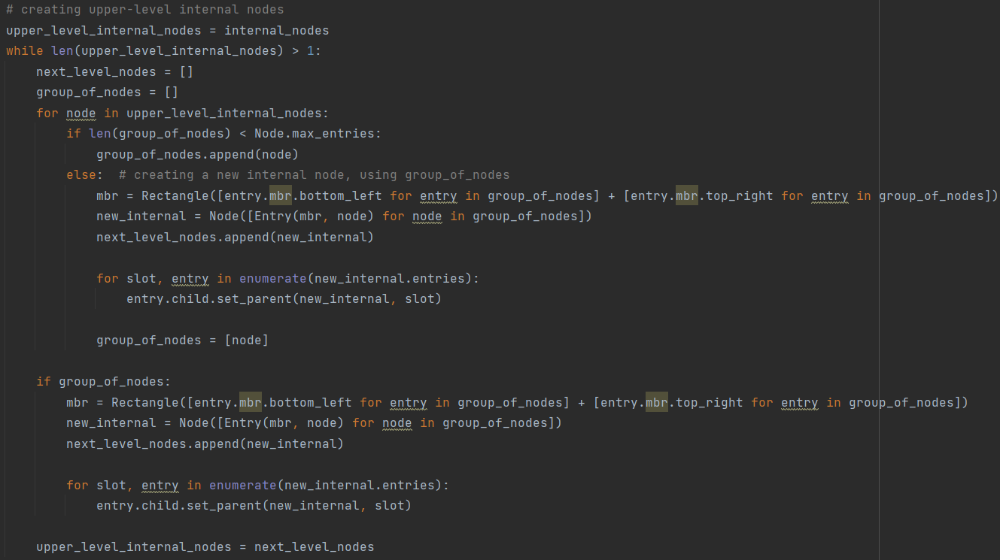 # creating upper-level internal nodes
upper_level_internal_nodes = internal_nodes
while len(upper_level_internal_nodes) > 1:
    next_level_nodes = []
    group_of_nodes = []
    for node in upper_level_internal_nodes:
        if len(group_of_nodes) < Node.max_entries:
            group_of_nodes.append(node)
        else:  # creating a new internal node, using group_of_nodes
            mbr = Rectangle([entry.mbr.bottom_left for entry in group_of_nodes] + [entry.mbr.top_right for entry in group_of_nodes])
            new_internal = Node([Entry(mbr, node) for node in group_of_nodes])
            next_level_nodes.append(new_internal)

            for slot, entry in enumerate(new_internal.entries):
                entry.child.set_parent(new_internal, slot)

            group_of_nodes = [node]

    if group_of_nodes:
        mbr = Rectangle([entry.mbr.bottom_left for entry in group_of_nodes] + [entry.mbr.top_right for entry in group_of_nodes])
        new_internal = Node([Entry(mbr, node) for node in group_of_nodes])
        next_level_nodes.append(new_internal)

        for slot, entry in enumerate(new_internal.entries):
            entry.child.set_parent(new_internal, slot)

    upper_level_internal_nodes = next_level_nodes